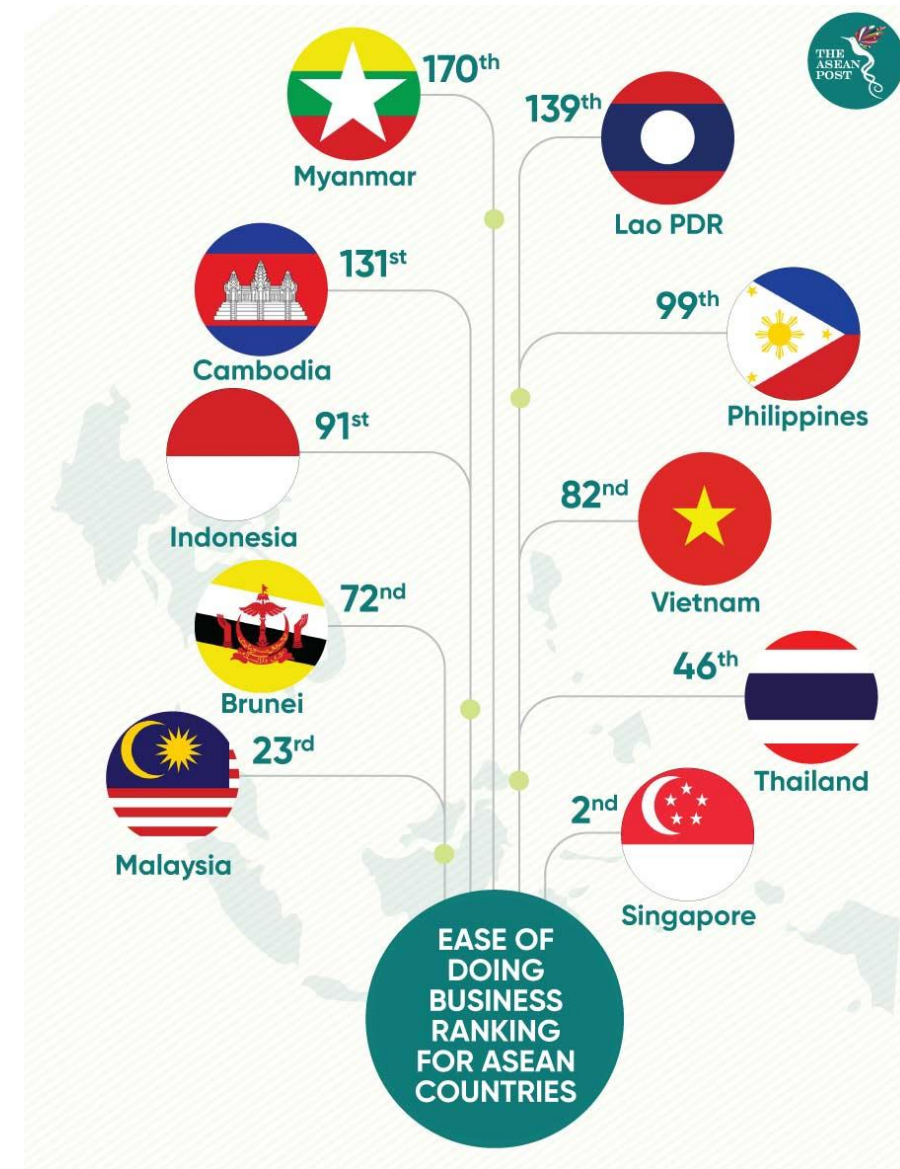 THE
ASEAN
POST
170th
Myanmar
139th
Lao PDR
131st
Cambodia
99th
Philippines
91st
Indonesia
82nd
Vietnam
72nd
Brunei
46th
Thailand
23rd
Malaysia
2nd
Singapore
EASE OF
DOING
BUSINESS
RANKING
FOR ASEAN
COUNTRIES